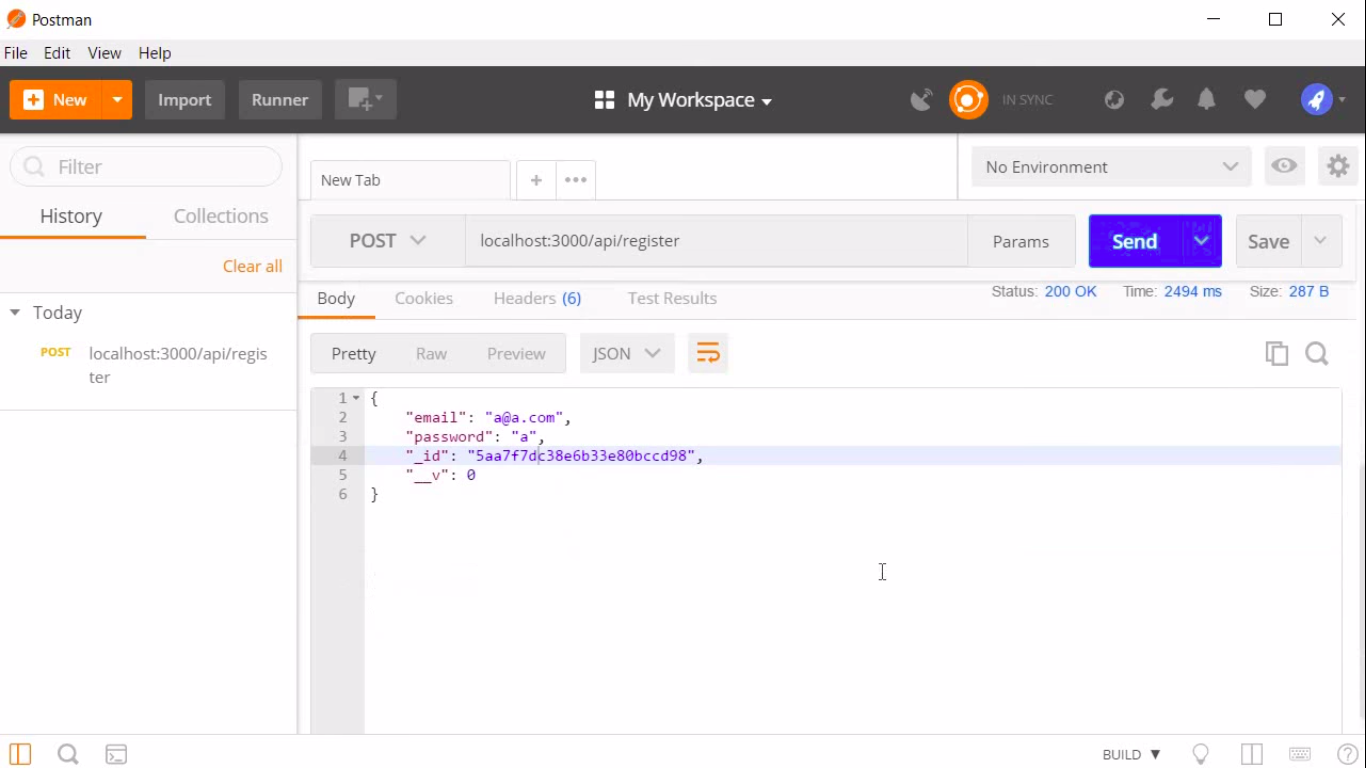 Postman
File Edit View Help
New Import Runner My Workspace IN SYNC
Filter
History Collections
Clear all
Today
POST localhost:3000/api/regis
ter
New Tab + •••
No Environment
POST localhost:3000/api/register Params Send Save
Body Cookies Headers (6) Test Results Status: 200 OK Time: 2494 ms Size: 287 B
Pretty Raw Preview JSON
1 {
2 "email": "a@a.com",
3 "password": "a",
4 "_id": "5aa7f7dc38e6b33e80bccd98",
5 "__v": 0
6 }
BUILD ▼